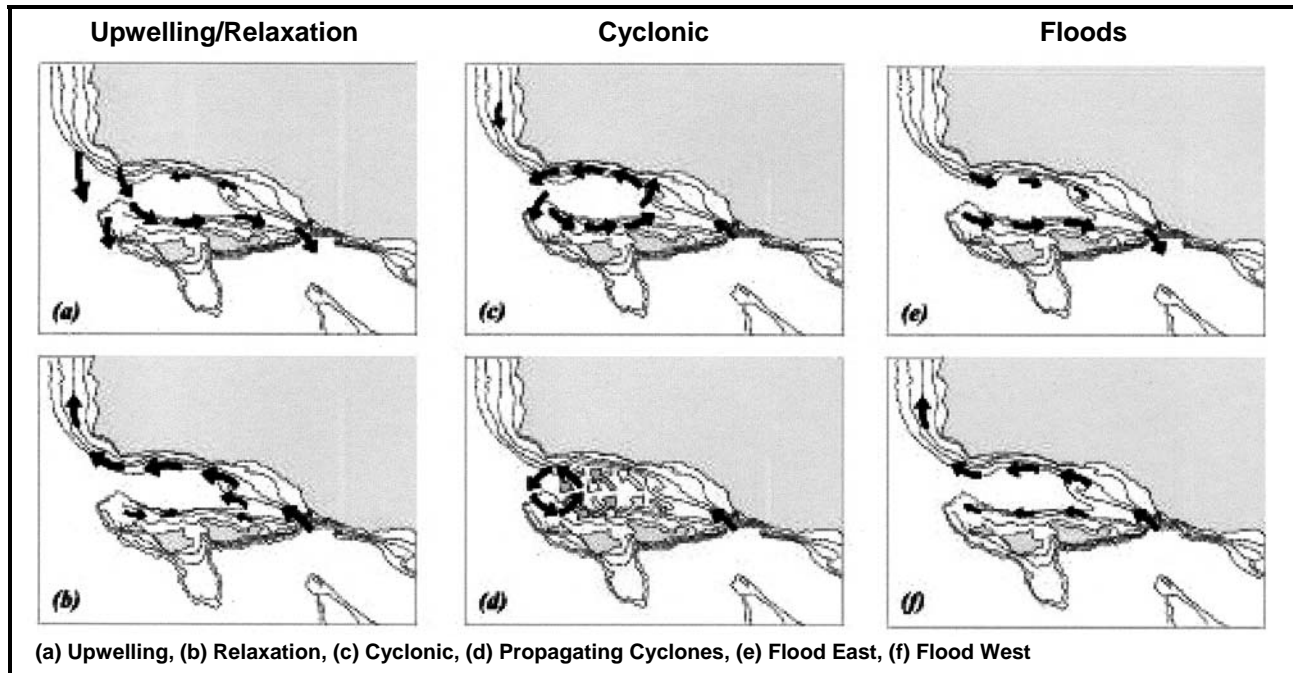 Upwelling/Relaxation Cyclonic Floods
(a) (c) (e)
(b) (d) (f)
(a) Upwelling, (b) Relaxation, (c) Cyclonic, (d) Propagating Cyclones, (e) Flood East, (f) Flood West